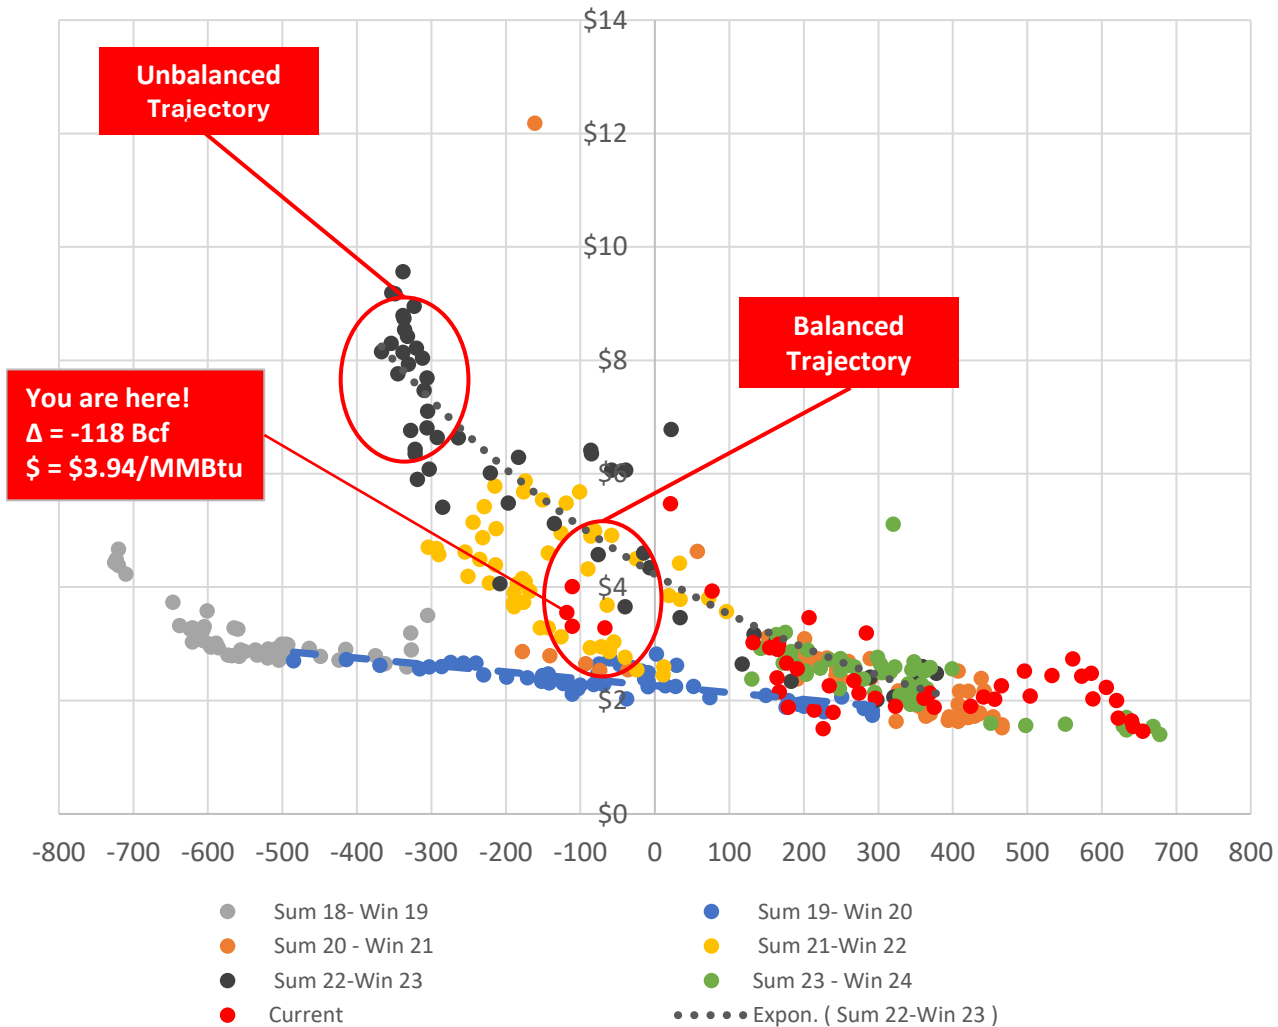 $14
Unbalanced
Trajectory
$12
$10
Balanced
Trajectory
$8
You are here!
Δ = -118 Bcf
$ = $3.94/MMBtu
$6
$4
$2
$0
-800 -700 -600 -500 -400 -300 -200 -100 0 100 200 300 400 500 600 700 800
Sum 18- Win 19
Sum 19- Win 20
Sum 20 - Win 21
Sum 21-Win 22
Sum 22-Win 23
Sum 23 - Win 24
Current
Expon. ( Sum 22-Win 23 )